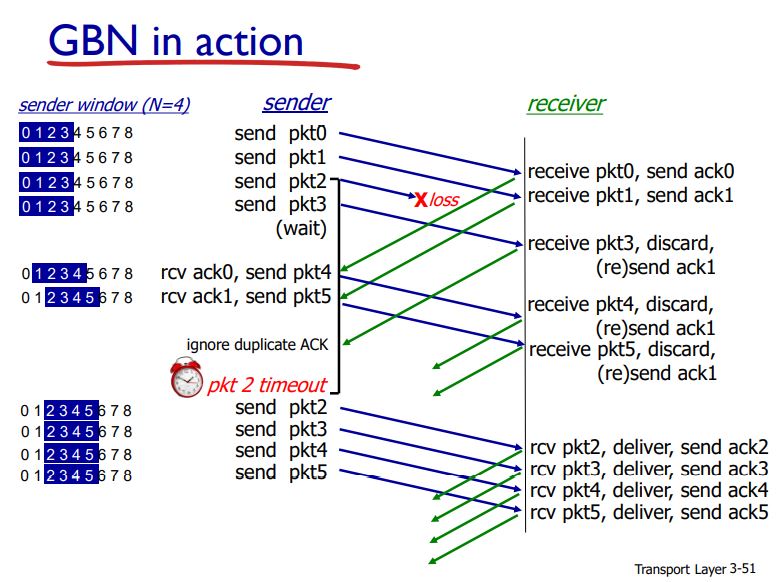 GBN in action
sender window (N=4)
sender
receiver
0 1 2 3 4 5 6 7 8
send pkt0
0 1 2 3 4 5 6 7 8
send pkt1
0 1 2 3 4 5 6 7 8
send pkt2
0 1 2 3 4 5 6 7 8
send pkt3
(wait)
X loss
receive pkt0, send ack0
receive pkt1, send ack1
receive pkt3, discard,
(re)send ack1
0 1 2 3 4 5 6 7 8
rcv ack0, send pkt4
0 1 2 3 4 5 6 7 8
rcv ack1, send pkt5
receive pkt4, discard,
(re)send ack1
receive pkt5, discard,
(re)send ack1
ignore duplicate ACK
pkt 2 timeout
0 1 2 3 4 5 6 7 8
send pkt2
0 1 2 3 4 5 6 7 8
send pkt3
0 1 2 3 4 5 6 7 8
send pkt4
0 1 2 3 4 5 6 7 8
send pkt5
rcv pkt2, deliver, send ack2
rcv pkt3, deliver, send ack3
rcv pkt4, deliver, send ack4
rcv pkt5, deliver, send ack5
Transport Layer 3-51